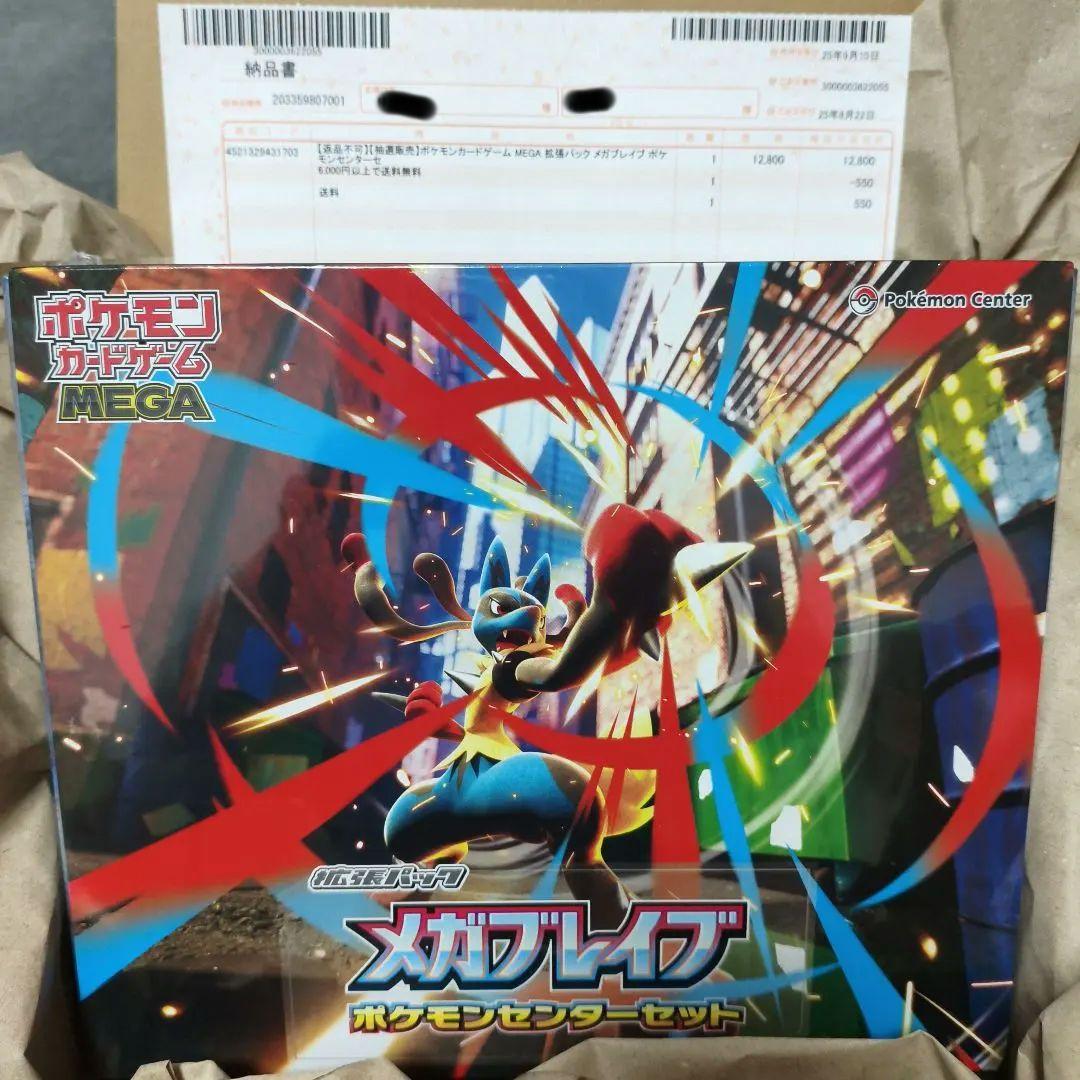 3000003622055
納品書
25年9月10日
203359807001
様
様
3000003622055
25年8月22日
4521329431703
【返品不可】【抽選販売】ポケモンカードゲーム MEGA 拡張パック メガブレイブ ポケ
モンセンターセ
1
12,800
12,800
6,000円以上で送料無料
1
-550
送料
1
550
ポケモン
カードゲーム
MEGA
Pokémon Center
拡張パック
メガブレイブ
ポケモンセンターセット